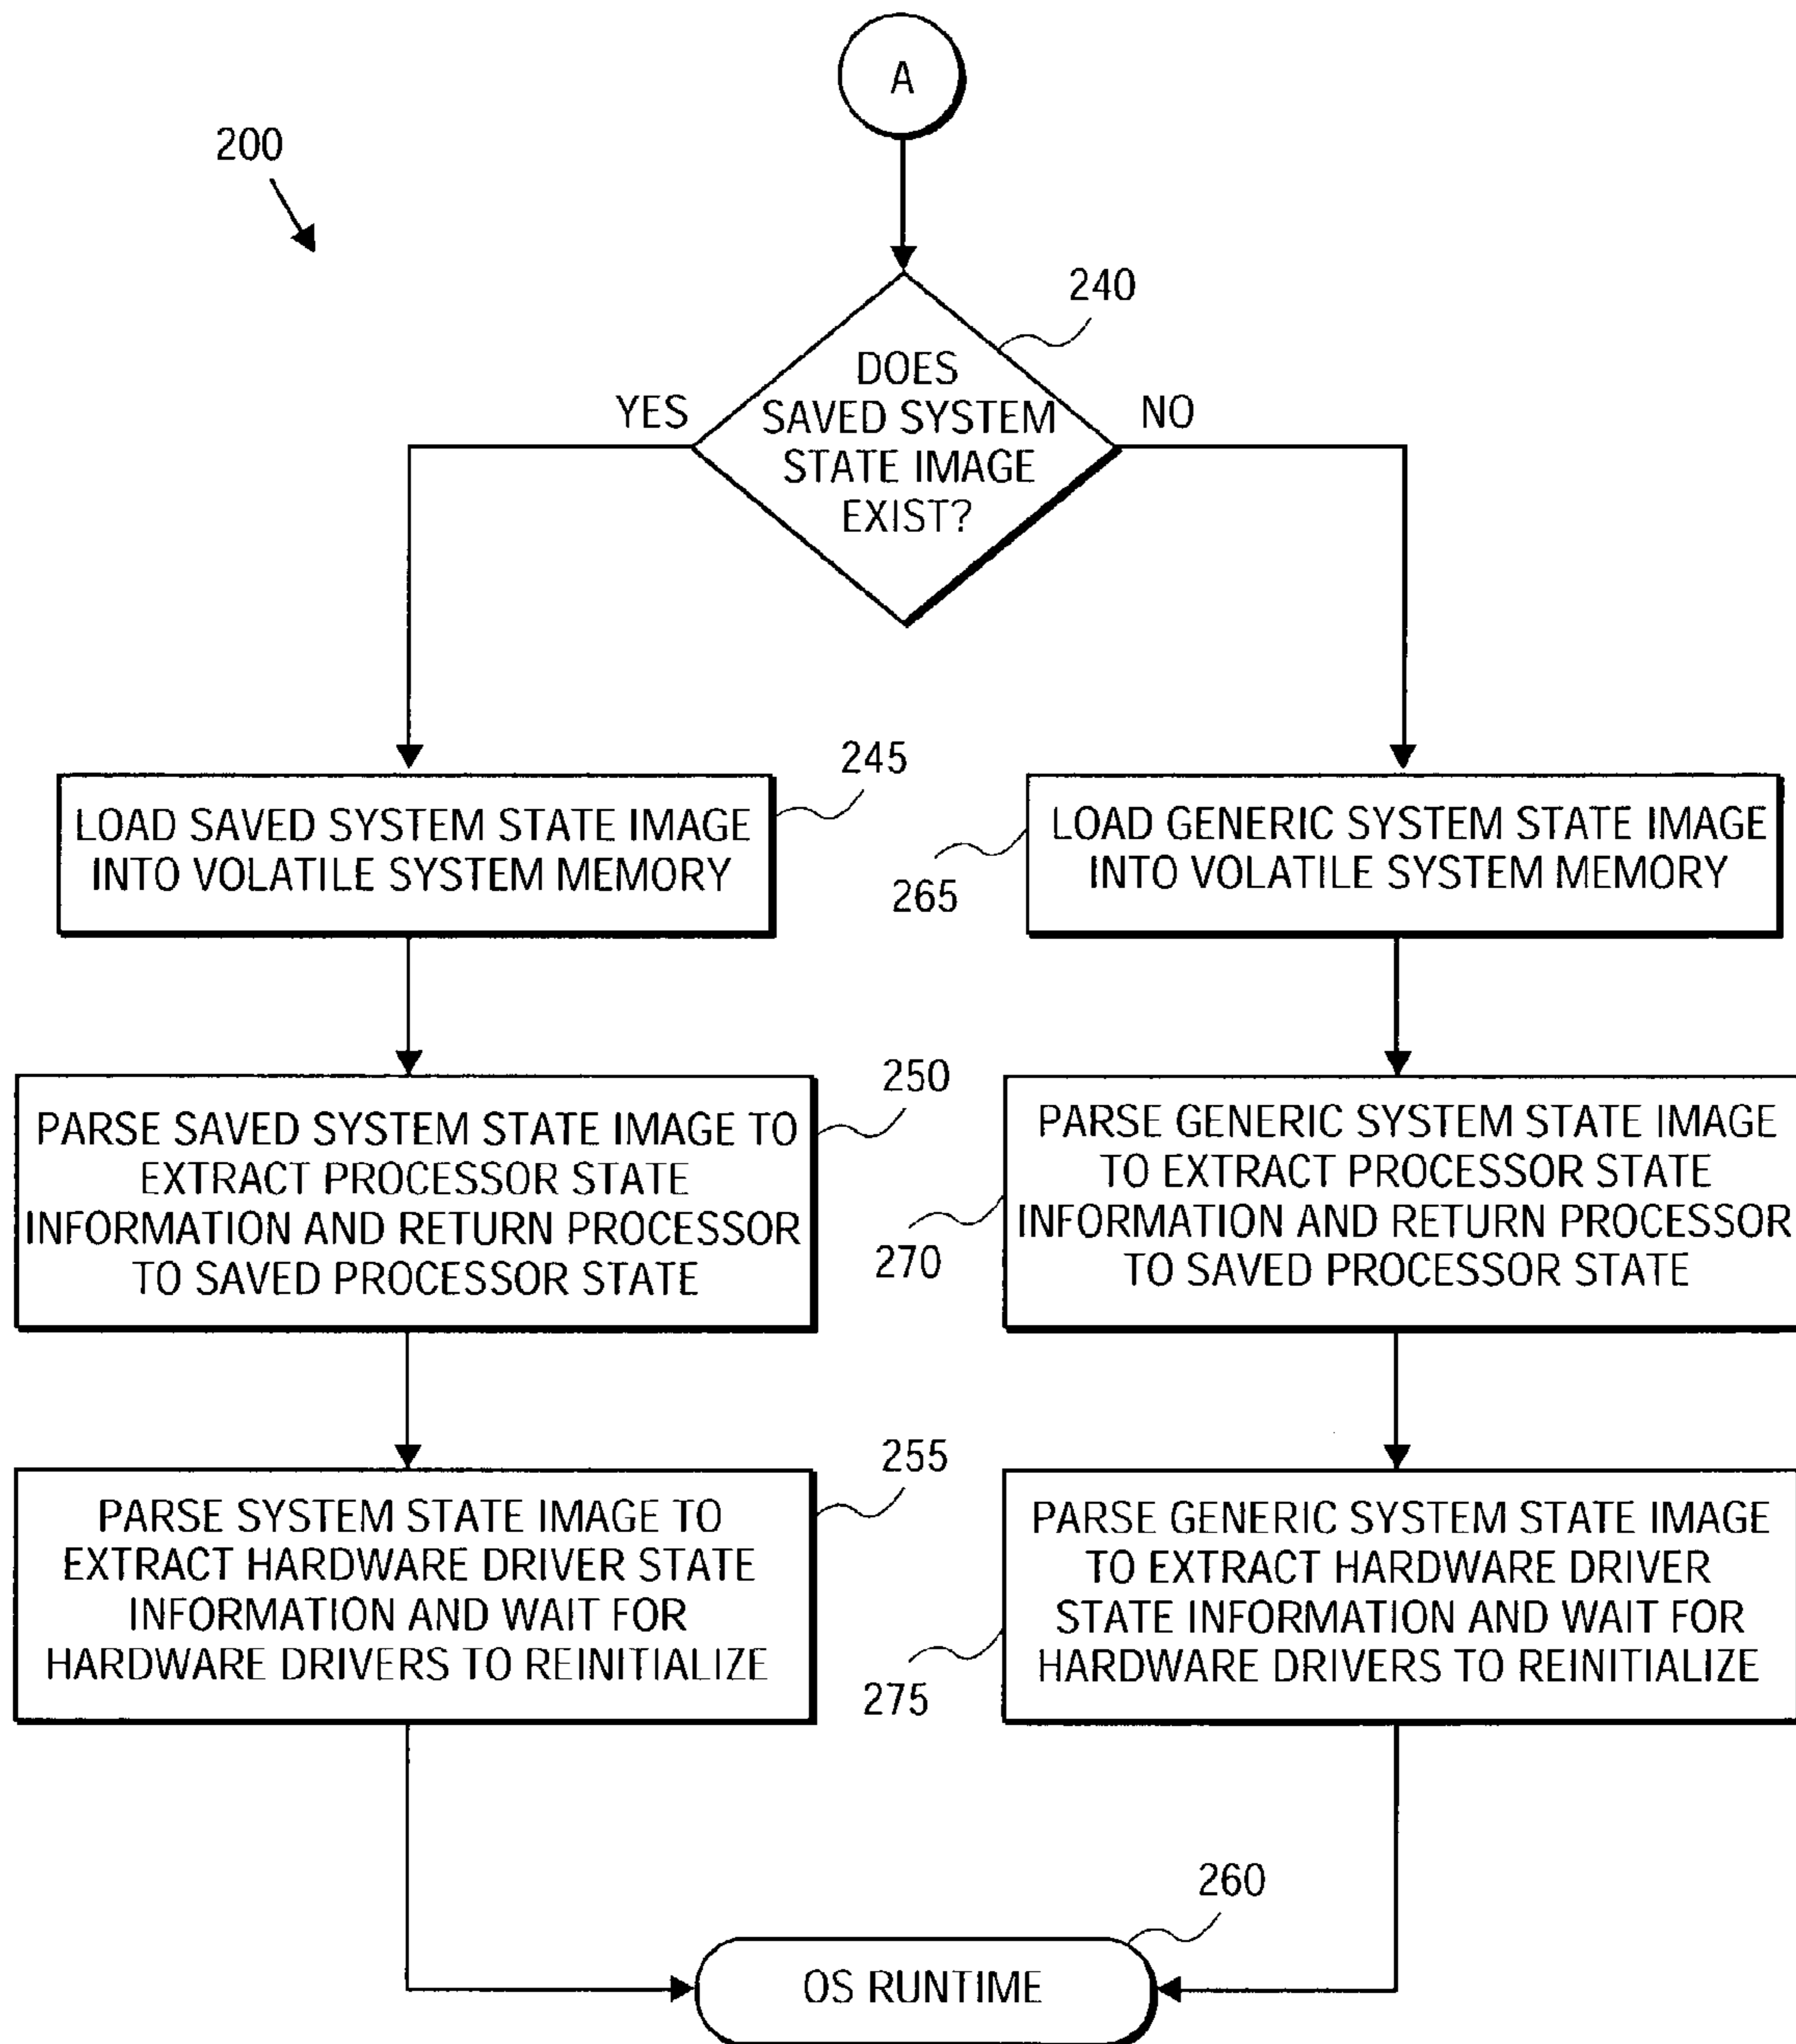 A
200
240
DOES
SAVED SYSTEM
STATE IMAGE
EXIST?
YES
NO
245
LOAD SAVED SYSTEM STATE IMAGE
INTO VOLATILE SYSTEM MEMORY
265
LOAD GENERIC SYSTEM STATE IMAGE
INTO VOLATILE SYSTEM MEMORY
250
PARSE SAVED SYSTEM STATE IMAGE TO
EXTRACT PROCESSOR STATE
INFORMATION AND RETURN PROCESSOR
TO SAVED PROCESSOR STATE
270
PARSE GENERIC SYSTEM STATE IMAGE
TO EXTRACT PROCESSOR STATE
INFORMATION AND RETURN PROCESSOR
TO SAVED PROCESSOR STATE
255
PARSE SYSTEM STATE IMAGE TO
EXTRACT HARDWARE DRIVER STATE
INFORMATION AND WAIT FOR
HARDWARE DRIVERS TO REINITIALIZE
275
PARSE GENERIC SYSTEM STATE IMAGE
TO EXTRACT HARDWARE DRIVER
STATE INFORMATION AND WAIT FOR
HARDWARE DRIVERS TO REINITIALIZE
260
OS RUNTIME